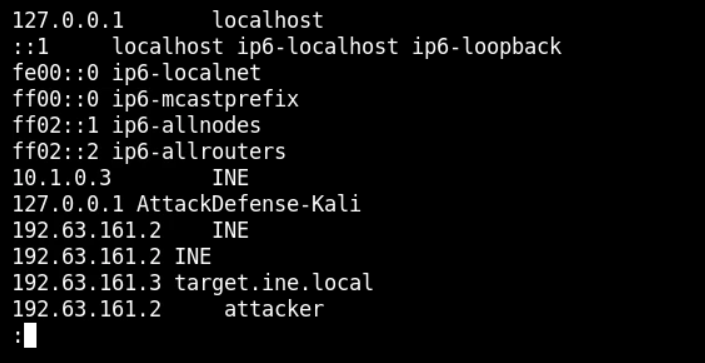 127.0.0.1       localhost
::1     localhost ip6-localhost ip6-loopback
fe00::0 ip6-localnet
ff00::0 ip6-mcastprefix
ff02::1 ip6-allnodes
ff02::2 ip6-allrouters
10.1.0.3        INE
127.0.0.1 AttackDefense-Kali
192.63.161.2    INE
192.63.161.2 INE
192.63.161.3 target.ine.local
192.63.161.2     attacker
: